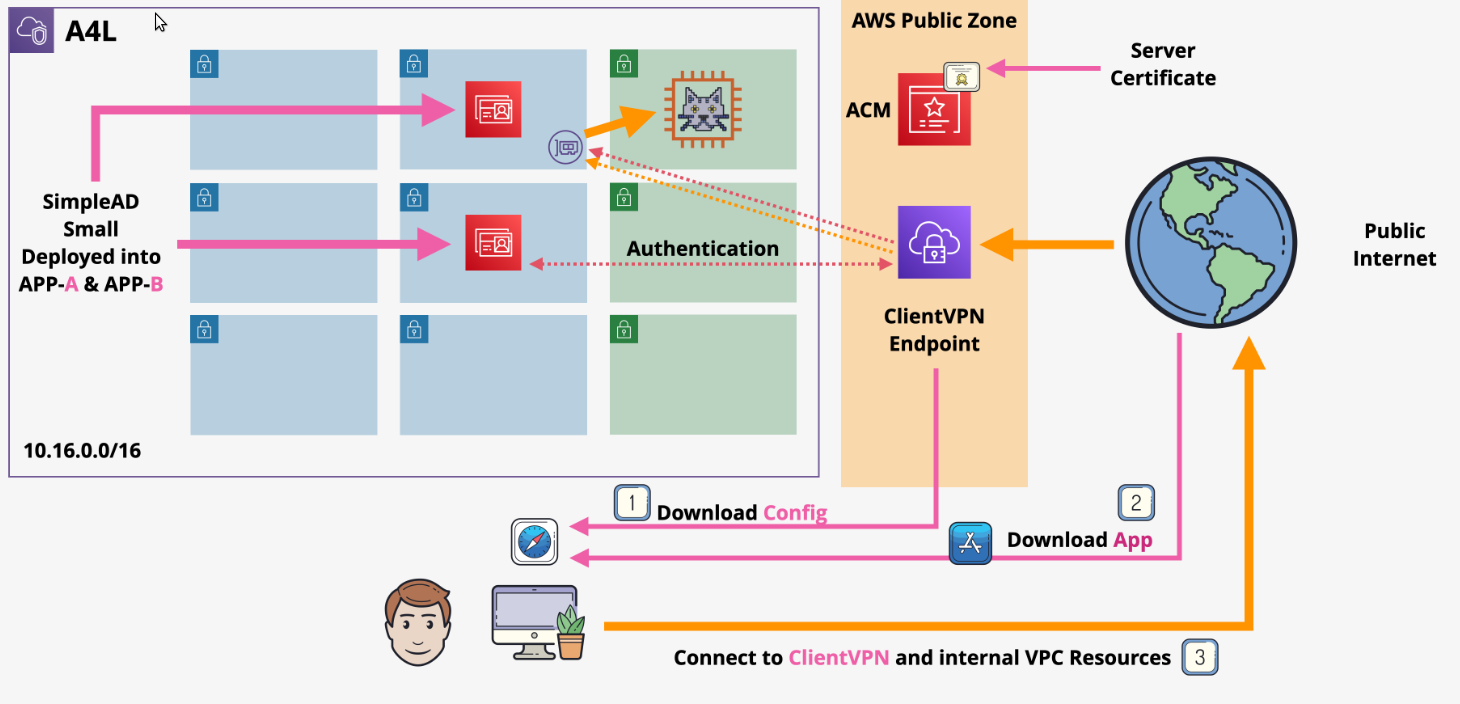 A4L
AWS Public Zone
Server
Certificate
ACM
SimpleAD
Small
Deployed into
APP-A & APP-B
Authentication
Public
Internet
ClientVPN
Endpoint
10.16.0.0/16
1
Download Config
2
Download App
Connect to ClientVPN and internal VPC Resources
3